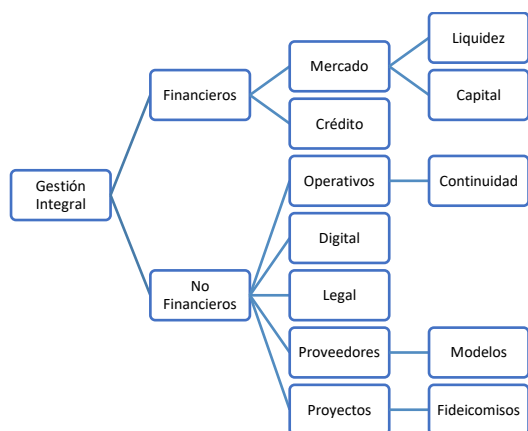 Liquidez
Mercado
Financieros
Capital
Crédito
Gestión
Integral
Operativos
Continuidad
Digital
No
Financieros
Legal
Proveedores
Modelos
Proyectos
Fideicomisos